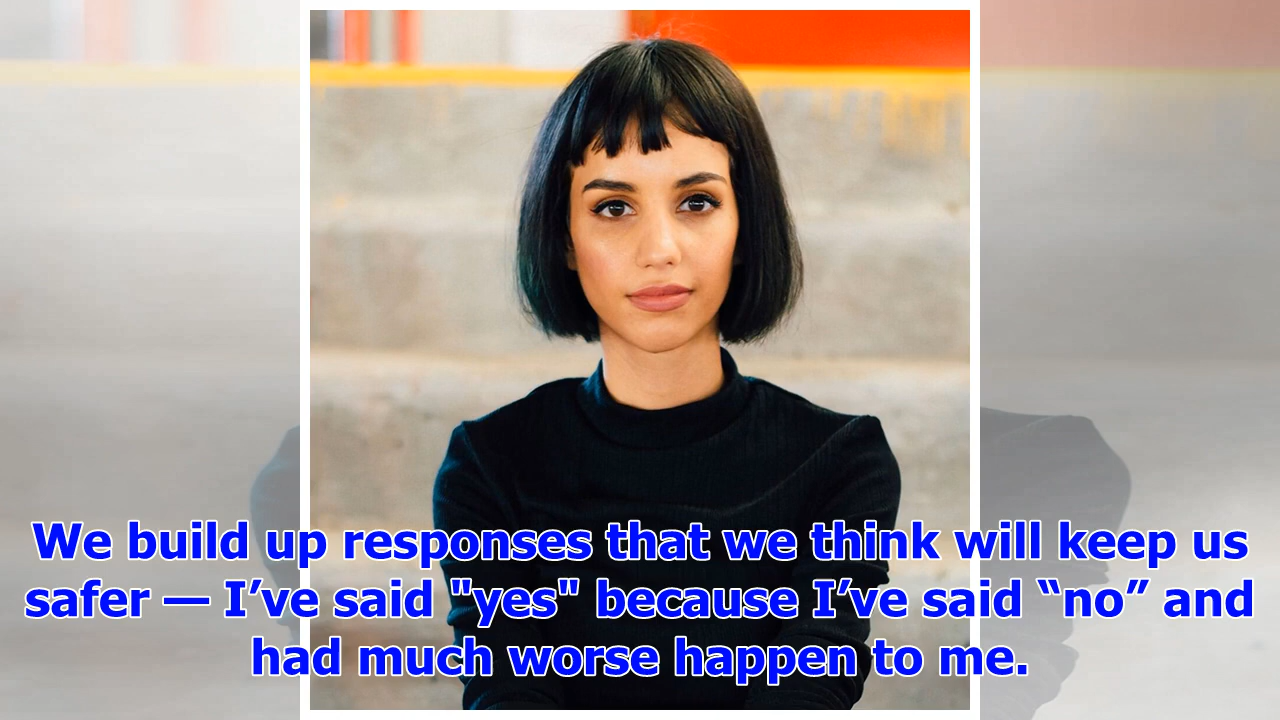 We build up responses that we think will keep us
safer — I’ve said "yes" because I’ve said “no” and
had much worse happen to me.